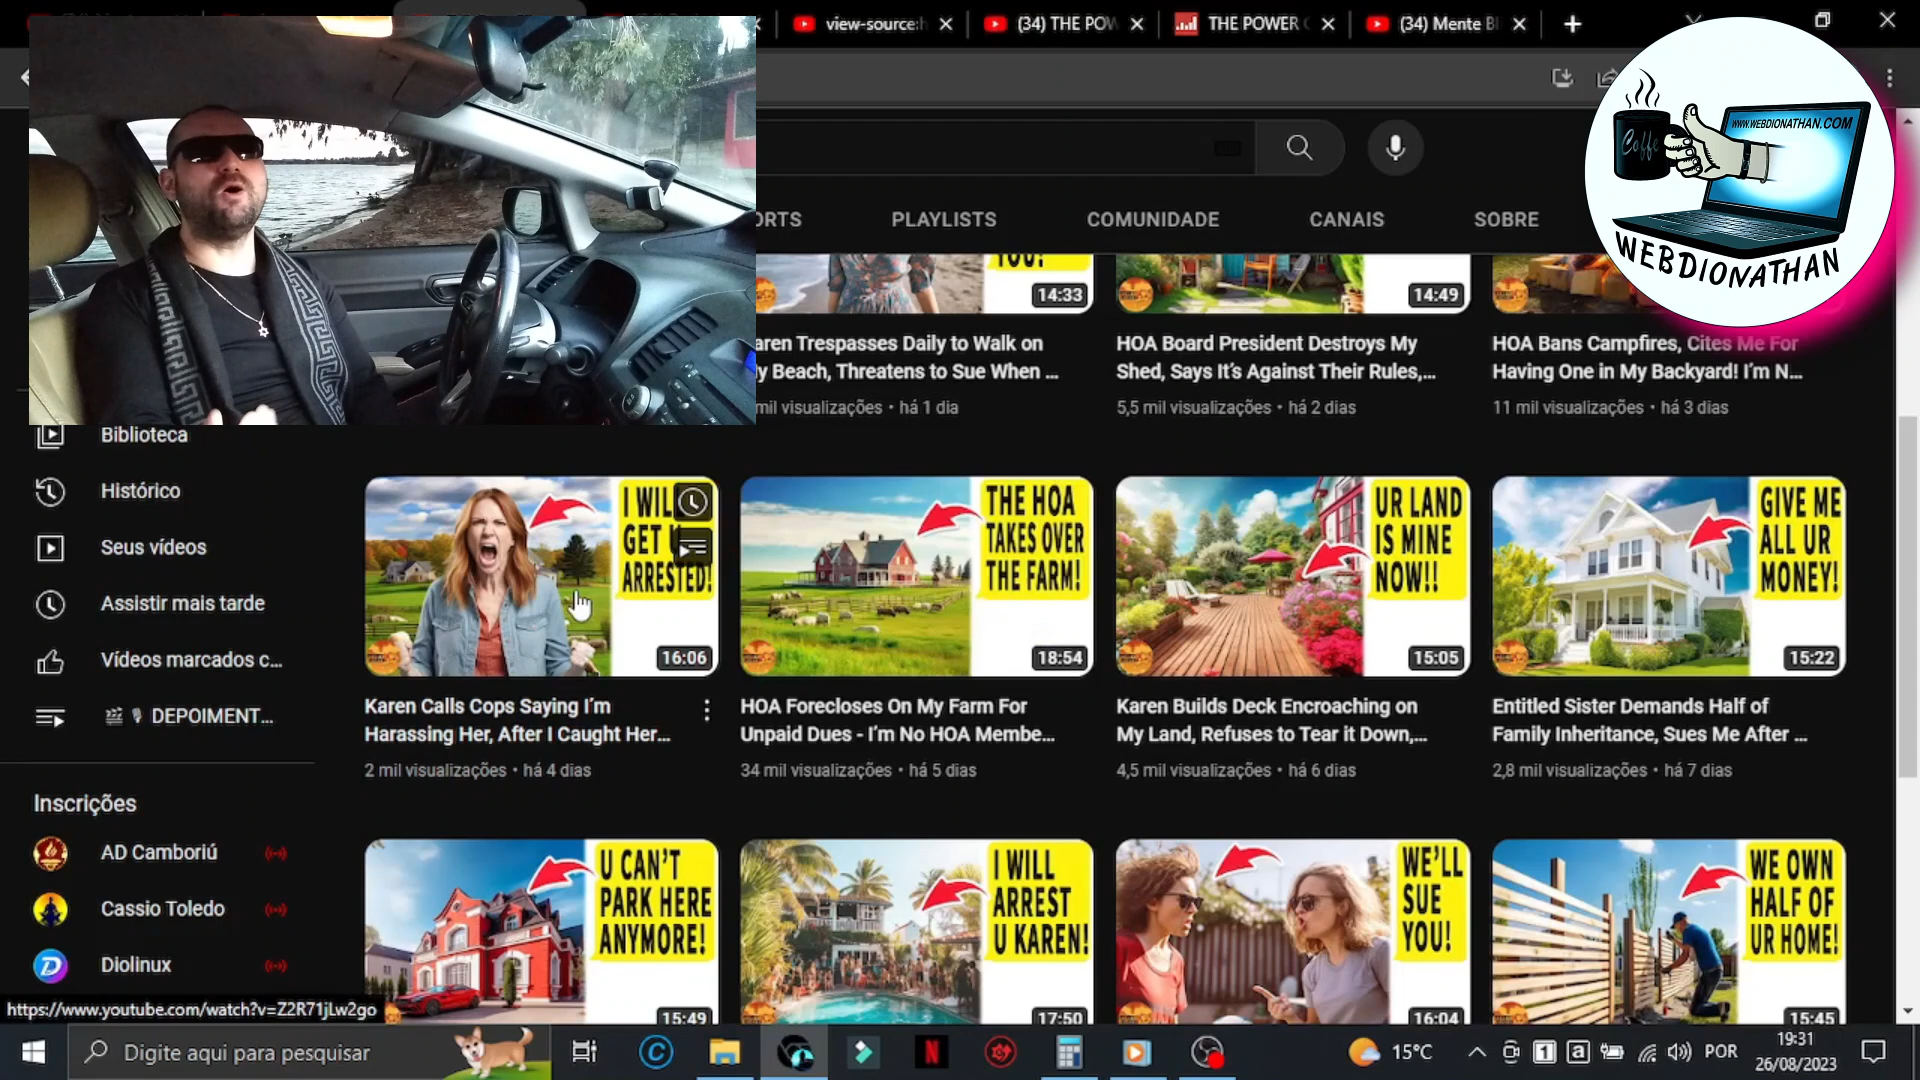 view-source:h
(34) THE POW
THE POWER O
(34) Mente Bl
ORTS
PLAYLISTS
COMUNIDADE
CANAIS
SOBRE
WWW.WEBDIONATHAN.COM
Coffe
WEBDIONATHAN
YOU!
14:33
14:49
aren Trespasses Daily to Walk on
y Beach, Threatens to Sue When ...
mil visualizações • há 1 dia
HOA Board President Destroys My
Shed, Says It's Against Their Rules,...
5,5 mil visualizações • há 2 dias
HOA Bans Campfires, Cites Me For
Having One in My Backyard! I'm N...
11 mil visualizações • há 3 dias
Biblioteca
Histórico
Seus vídeos
Assistir mais tarde
Vídeos marcados c...
DEPOIMENT...
Inscrições
AD Camboriú
Cassio Toledo
Diolinux
I WILL
GET U
ARRESTED!
16:06
Karen Calls Cops Saying I'm
Harassing Her, After I Caught Her...
2 mil visualizações • há 4 dias
THE HOA
TAKES OVER
THE FARM!
18:54
HOA Forecloses On My Farm For
Unpaid Dues - I'm No HOA Membe...
34 mil visualizações • há 5 dias
UR LAND
IS MINE
NOW!!
15:05
Karen Builds Deck Encroaching on
My Land, Refuses to Tear it Down,...
4,5 mil visualizações • há 6 dias
GIVE ME
ALL UR
MONEY!
15:22
Entitled Sister Demands Half of
Family Inheritance, Sues Me After ...
2,8 mil visualizações • há 7 dias
U CAN'T
PARK HERE
ANYMORE!
15:49
I WILL
ARREST
U KAREN!
17:50
WE'LL
SUE
YOU!
16:04
WE OWN
HALF OF
UR HOME!
15:45
https://www.youtube.com/watch?v=Z2R71jLw2go
Digite aqui para pesquisar
15°C
POR
19:31
26/08/2023